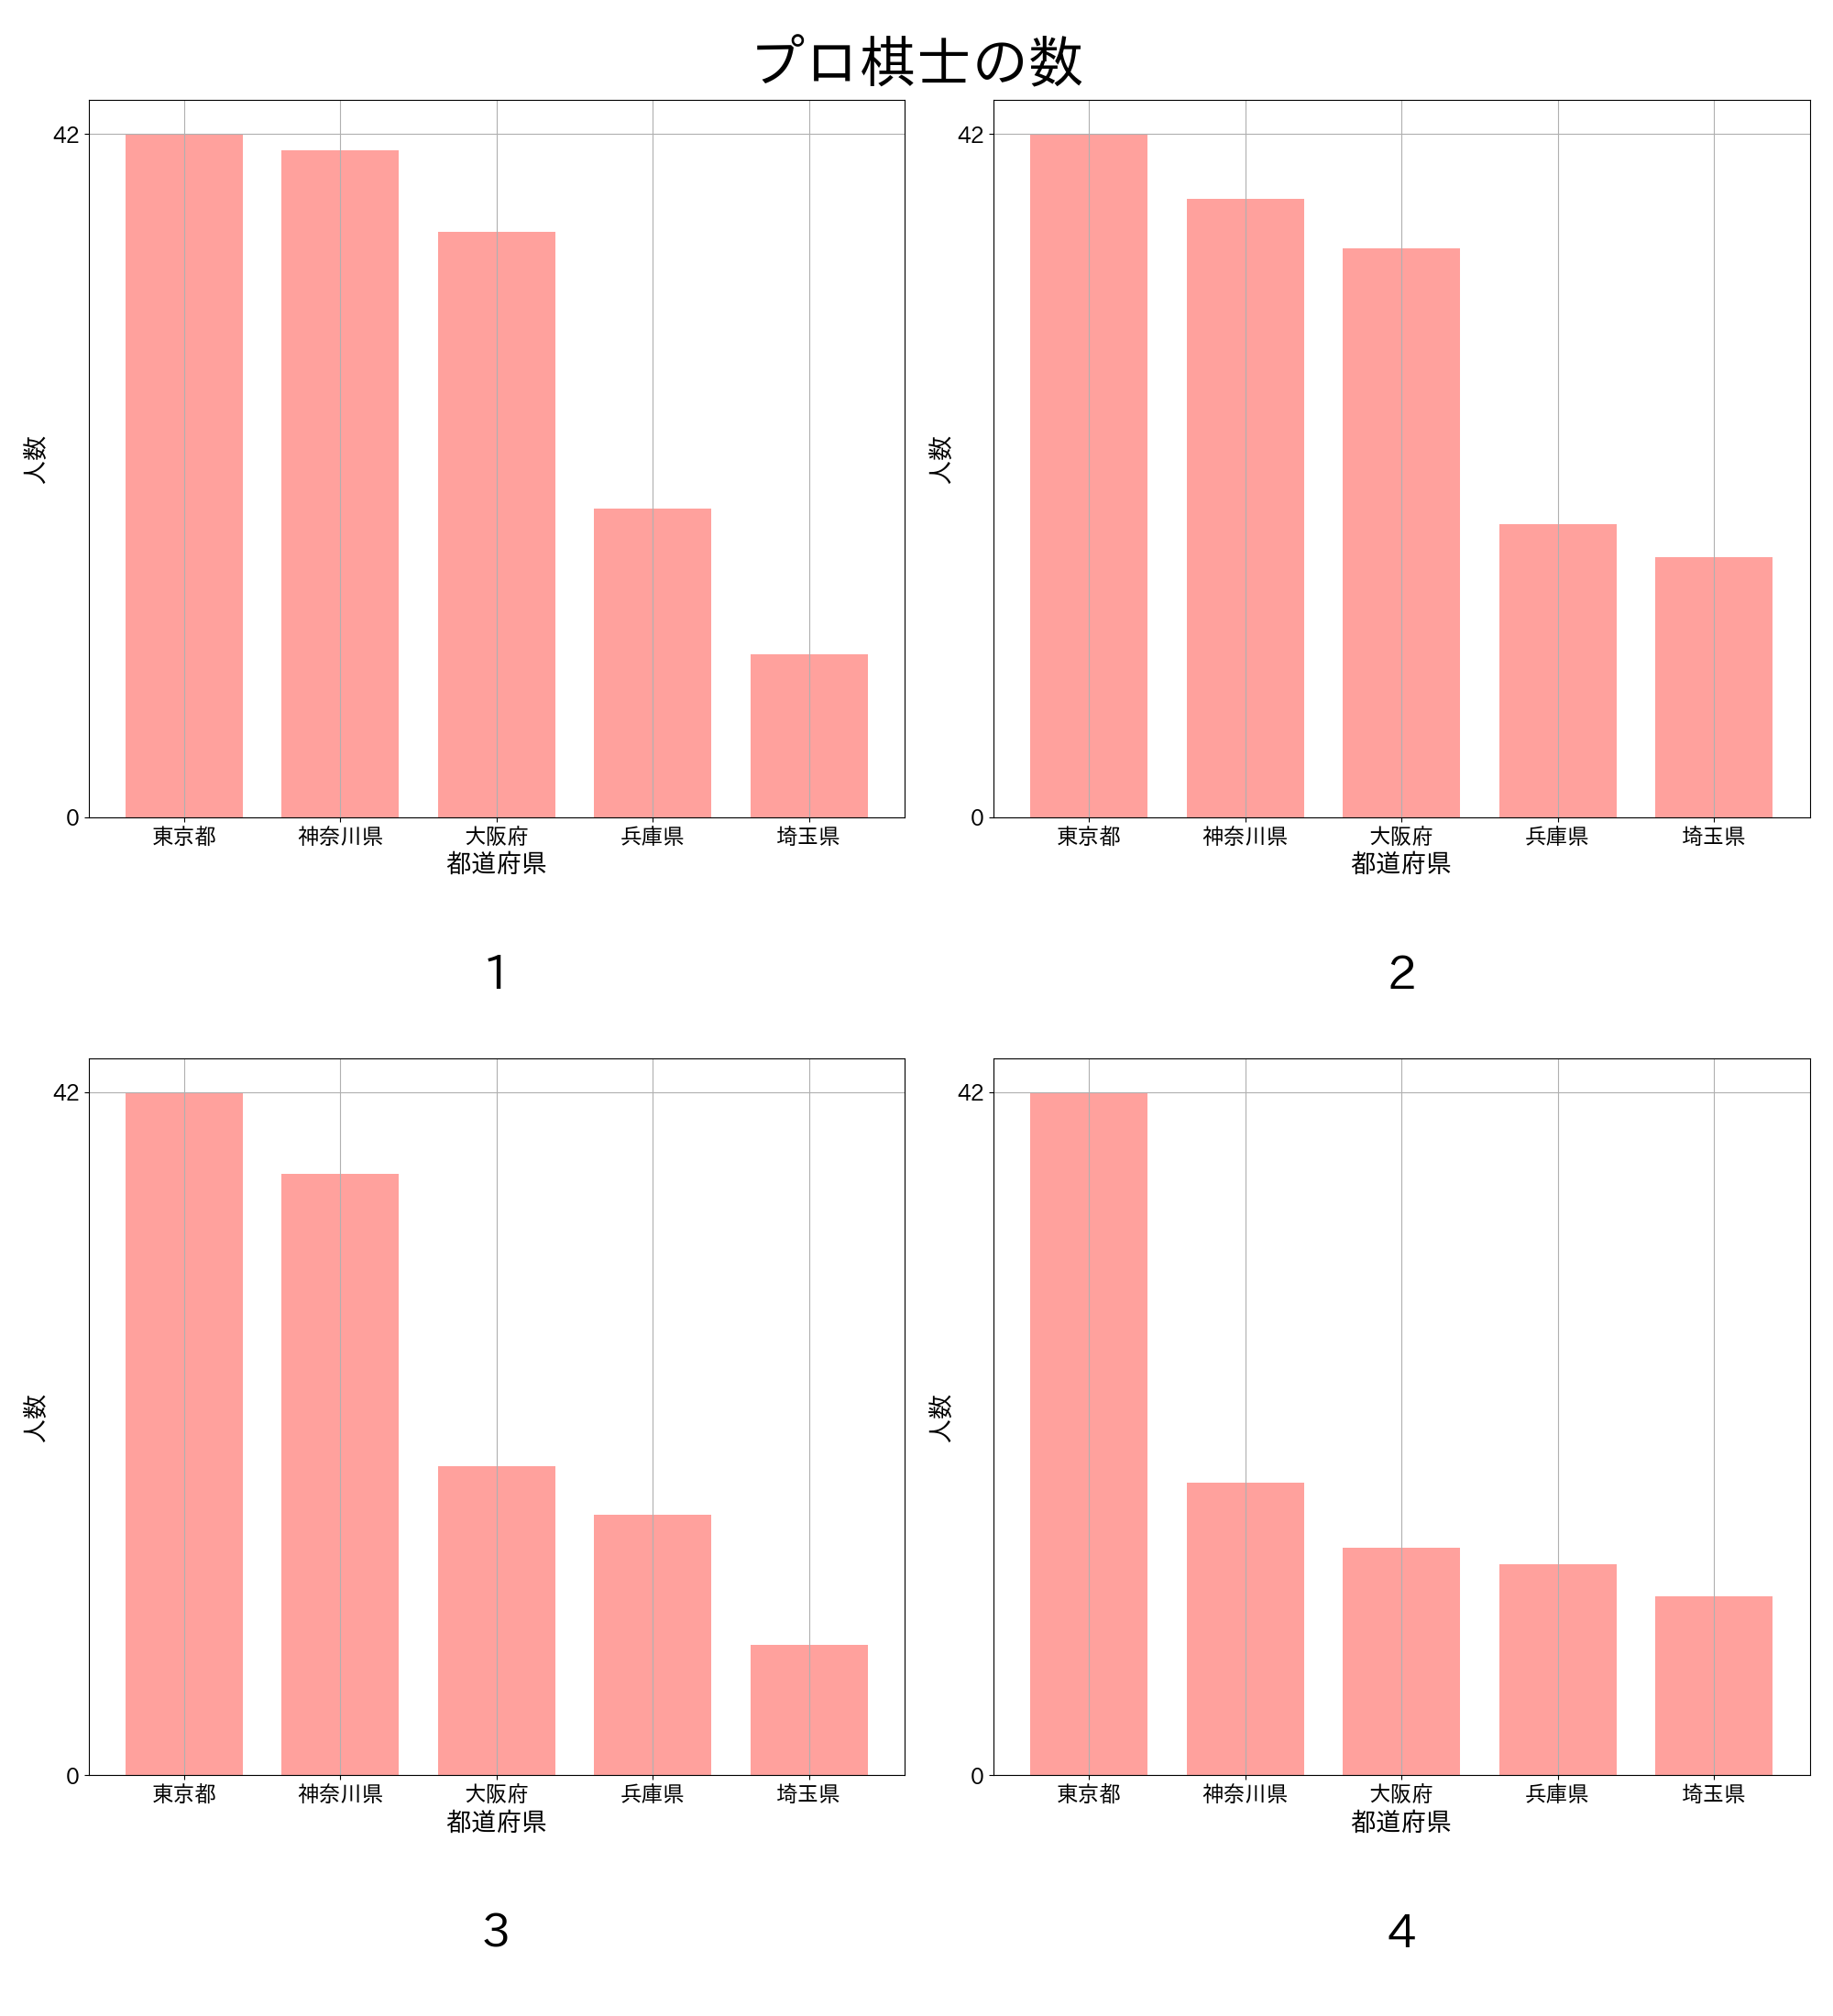 プロ棋士の数
42
0
人数
東京都 神奈川県 大阪府 兵庫県 埼玉県
都道府県
1
42
0
人数
東京都 神奈川県 大阪府 兵庫県 埼玉県
都道府県
2
42
0
人数
東京都 神奈川県 大阪府 兵庫県 埼玉県
都道府県
3
42
0
人数
東京都 神奈川県 大阪府 兵庫県 埼玉県
都道府県
4